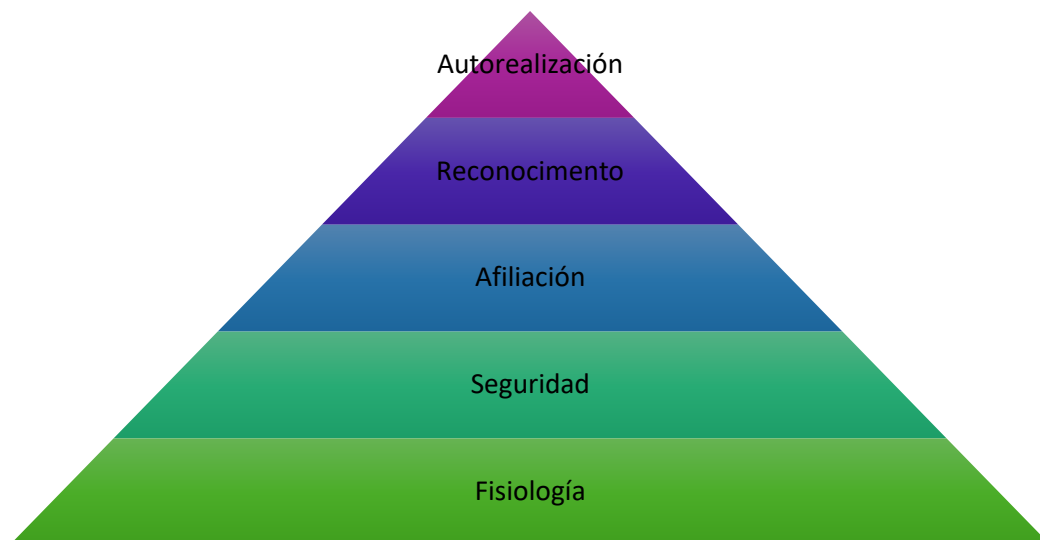 Autorealización
Reconocimento
Afiliación
Seguridad
Fisiología